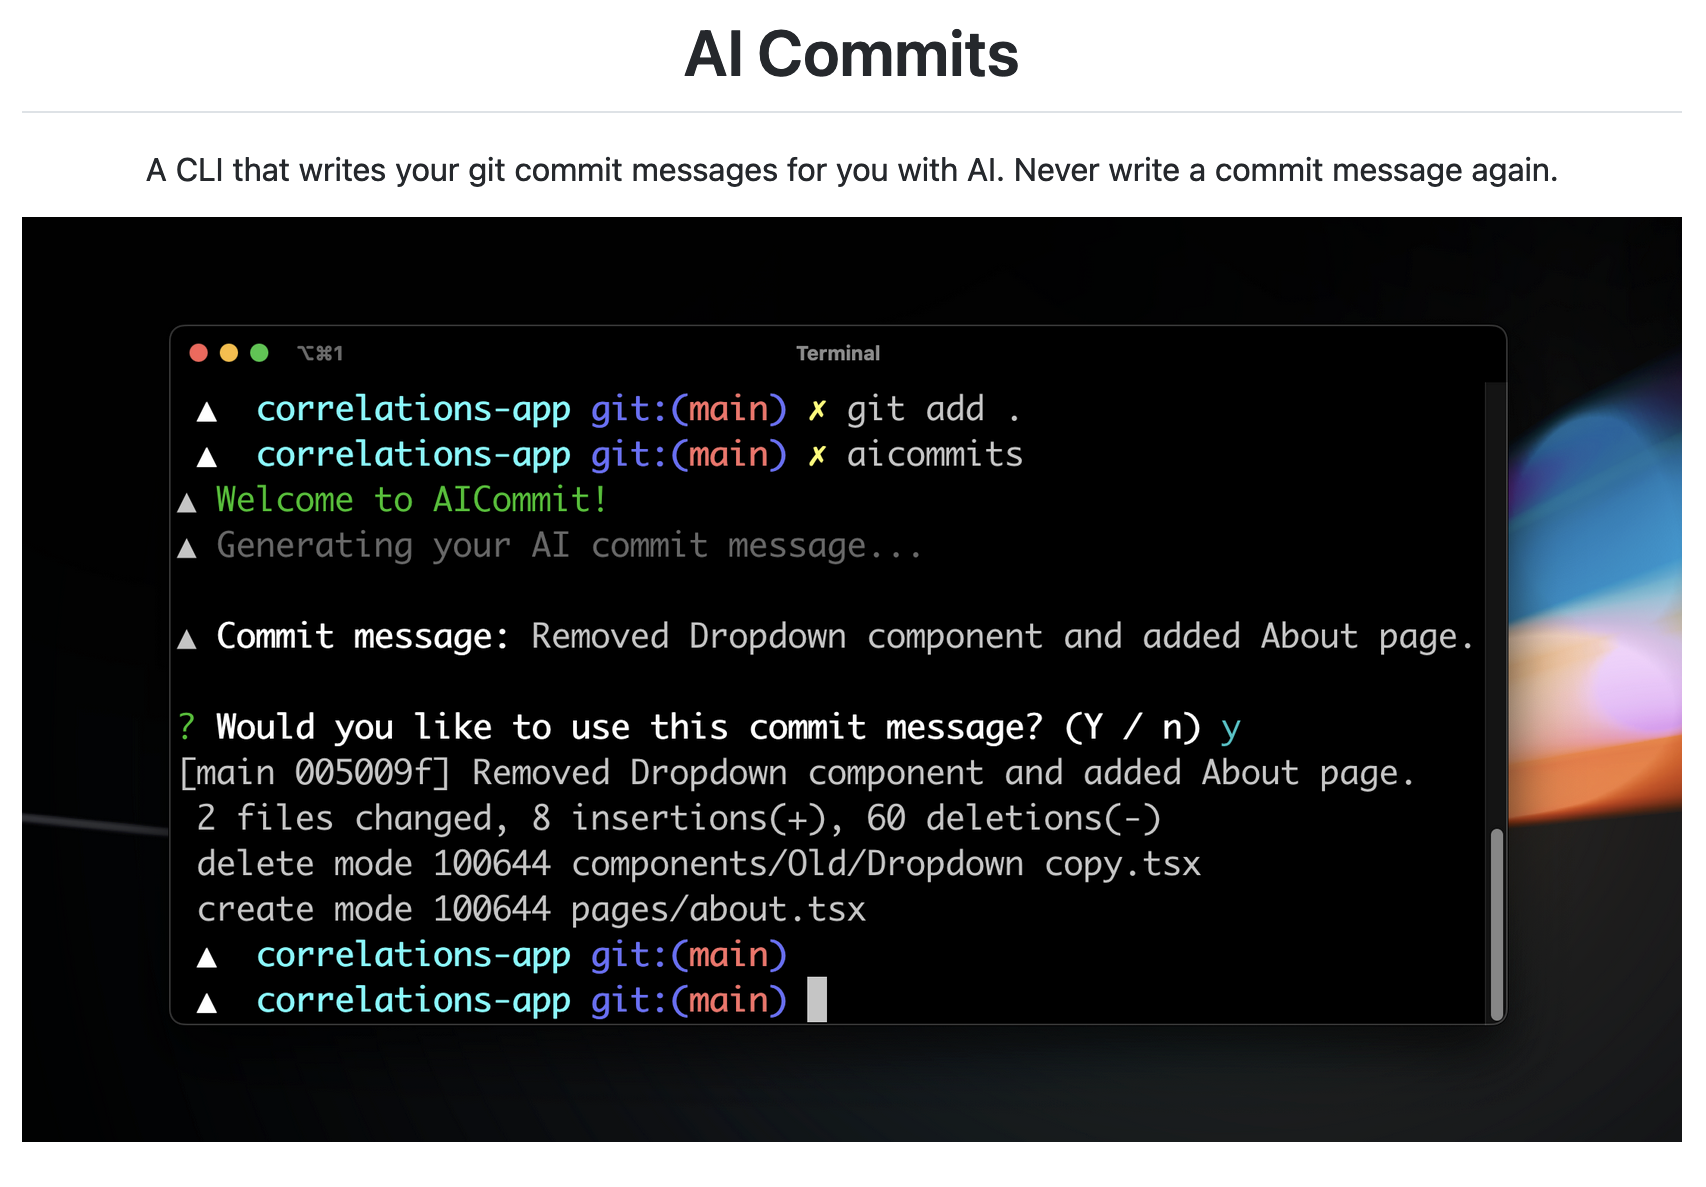 AI Commits
A CLI that writes your git commit messages for you with AI. Never write a commit message again.
⌥⌘1
Terminal
▲ correlations-app git:(main) ✗ git add .
▲ correlations-app git:(main) ✗ aicommits
▲ Welcome to AICommit!
▲ Generating your AI commit message...
▲ Commit message: Removed Dropdown component and added About page.
? Would you like to use this commit message? (Y / n) y
[main 005009f] Removed Dropdown component and added About page.
2 files changed, 8 insertions(+), 60 deletions(-)
delete mode 100644 components/Old/Dropdown copy.tsx
create mode 100644 pages/about.tsx
▲ correlations-app git:(main)
▲ correlations-app git:(main)